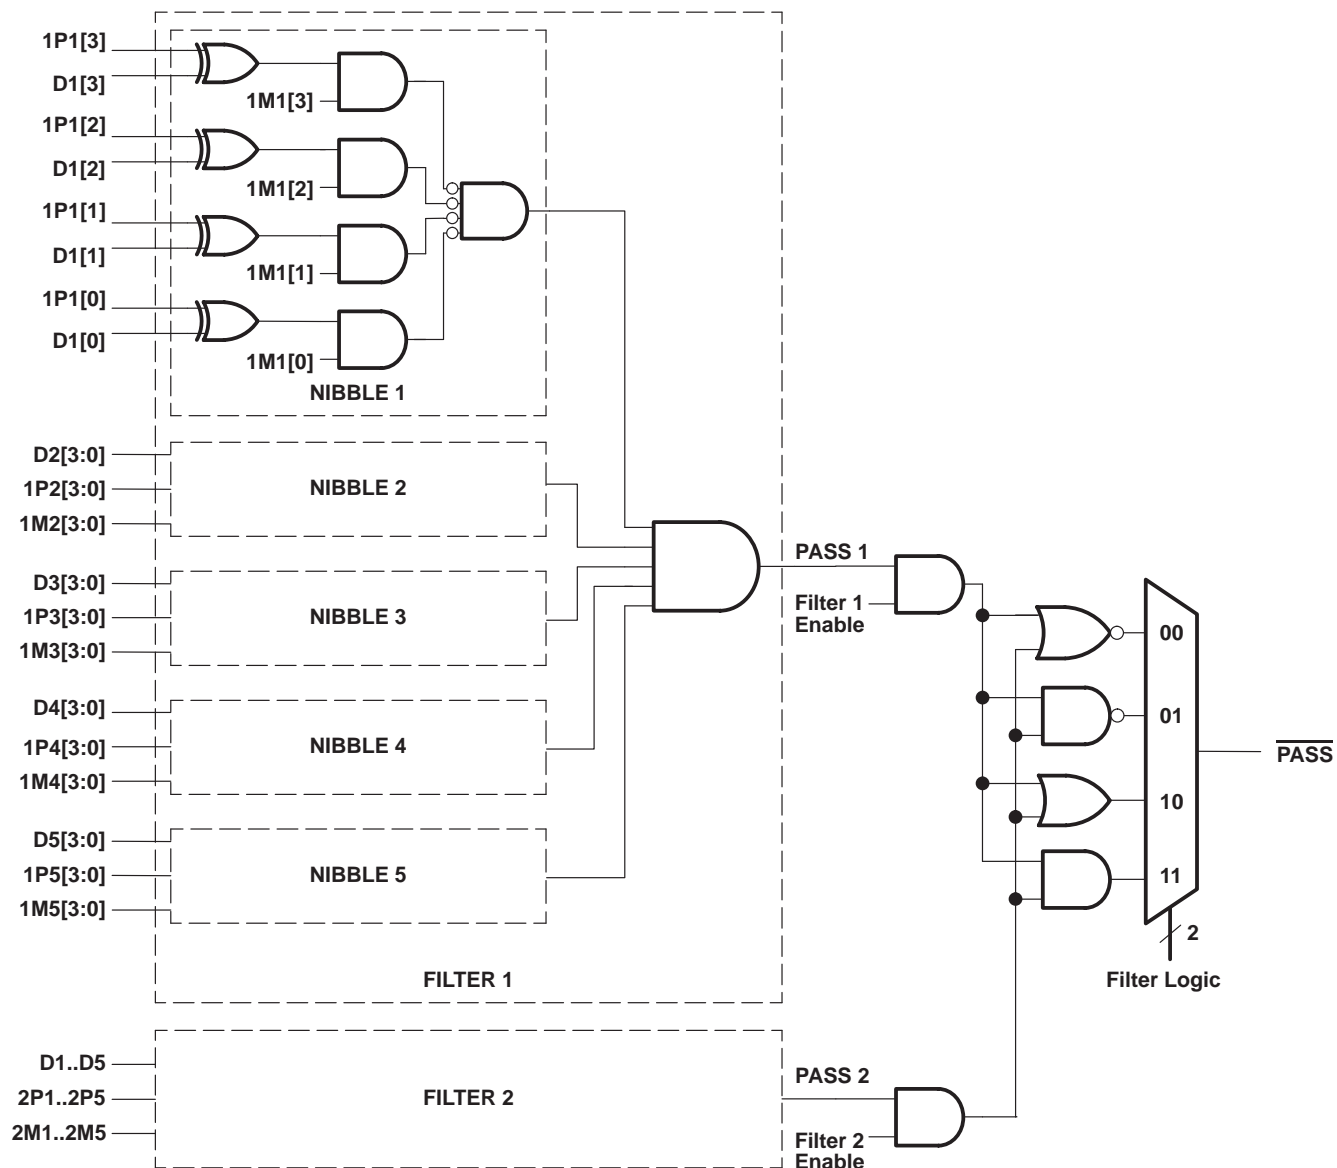 1P1[3]
D1[3]
1M1[3]
1P1[2]
D1[2]
1M1[2]
1P1[1]
D1[1]
1M1[1]
1P1[0]
D1[0]
1M1[0]
NIBBLE 1
D2[3:0]
1P2[3:0]
1M2[3:0]
NIBBLE 2
D3[3:0]
1P3[3:0]
1M3[3:0]
NIBBLE 3
D4[3:0]
1P4[3:0]
1M4[3:0]
NIBBLE 4
D5[3:0]
1P5[3:0]
1M5[3:0]
NIBBLE 5
FILTER 1
PASS 1
Filter 1
Enable
00
01
10
11
PASS
2
Filter Logic
D1..D5
2P1..2P5
2M1..2M5
FILTER 2
PASS 2
Filter 2
Enable